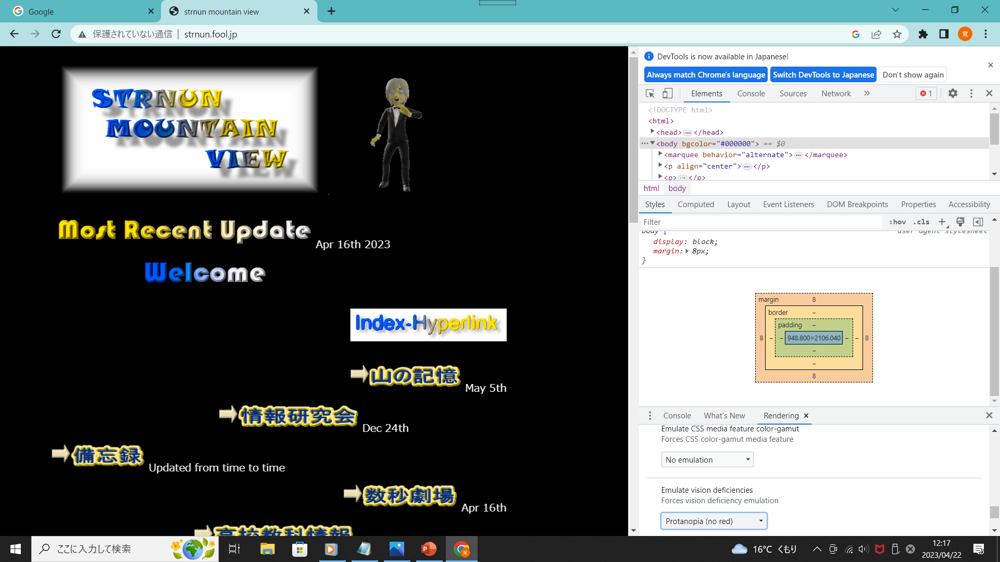 Google
strnun mountain view
保護されていない通信
strnun.fool.jp
覚
STRNUN
MOUNTAIN
VIEW
Most Recent Update Apr 16th 2023
Welcome
Index-Hyperlink
山の記憶 May 5th
情報研究会 Dec 24th
備忘録 Updated from time to time
数秒劇場 Apr 16th
高校教科情報
DevTools is now available in Japanese!
Always match Chrome's language
Switch DevTools to Japanese
Don't show again
Elements
Console
Sources
Network
1
<!DOCTYPE html>
<html>
<head>…</head>
<body bgcolor="#000000"> == $0
<marquee behavior="alternate">…</marquee>
<p align="center">…</p>
<p>…</p>
html
body
Styles
Computed
Layout
Event Listeners
DOM Breakpoints
Properties
Accessibility
Filter
:hov
.cls
body {
user agent stylesheet
display: block;
margin: 8px;
}
margin
8
border
–
padding
–
8 – – 948.800×2106.040 – – 8
–
–
8
Console
What's New
Rendering
Emulate CSS media feature color-gamut
Forces CSS color-gamut media feature
No emulation
Emulate vision deficiencies
Forces vision deficiency emulation
Protanopia (no red)
ここに入力して検索
16°C くもり
12:17
2023/04/22